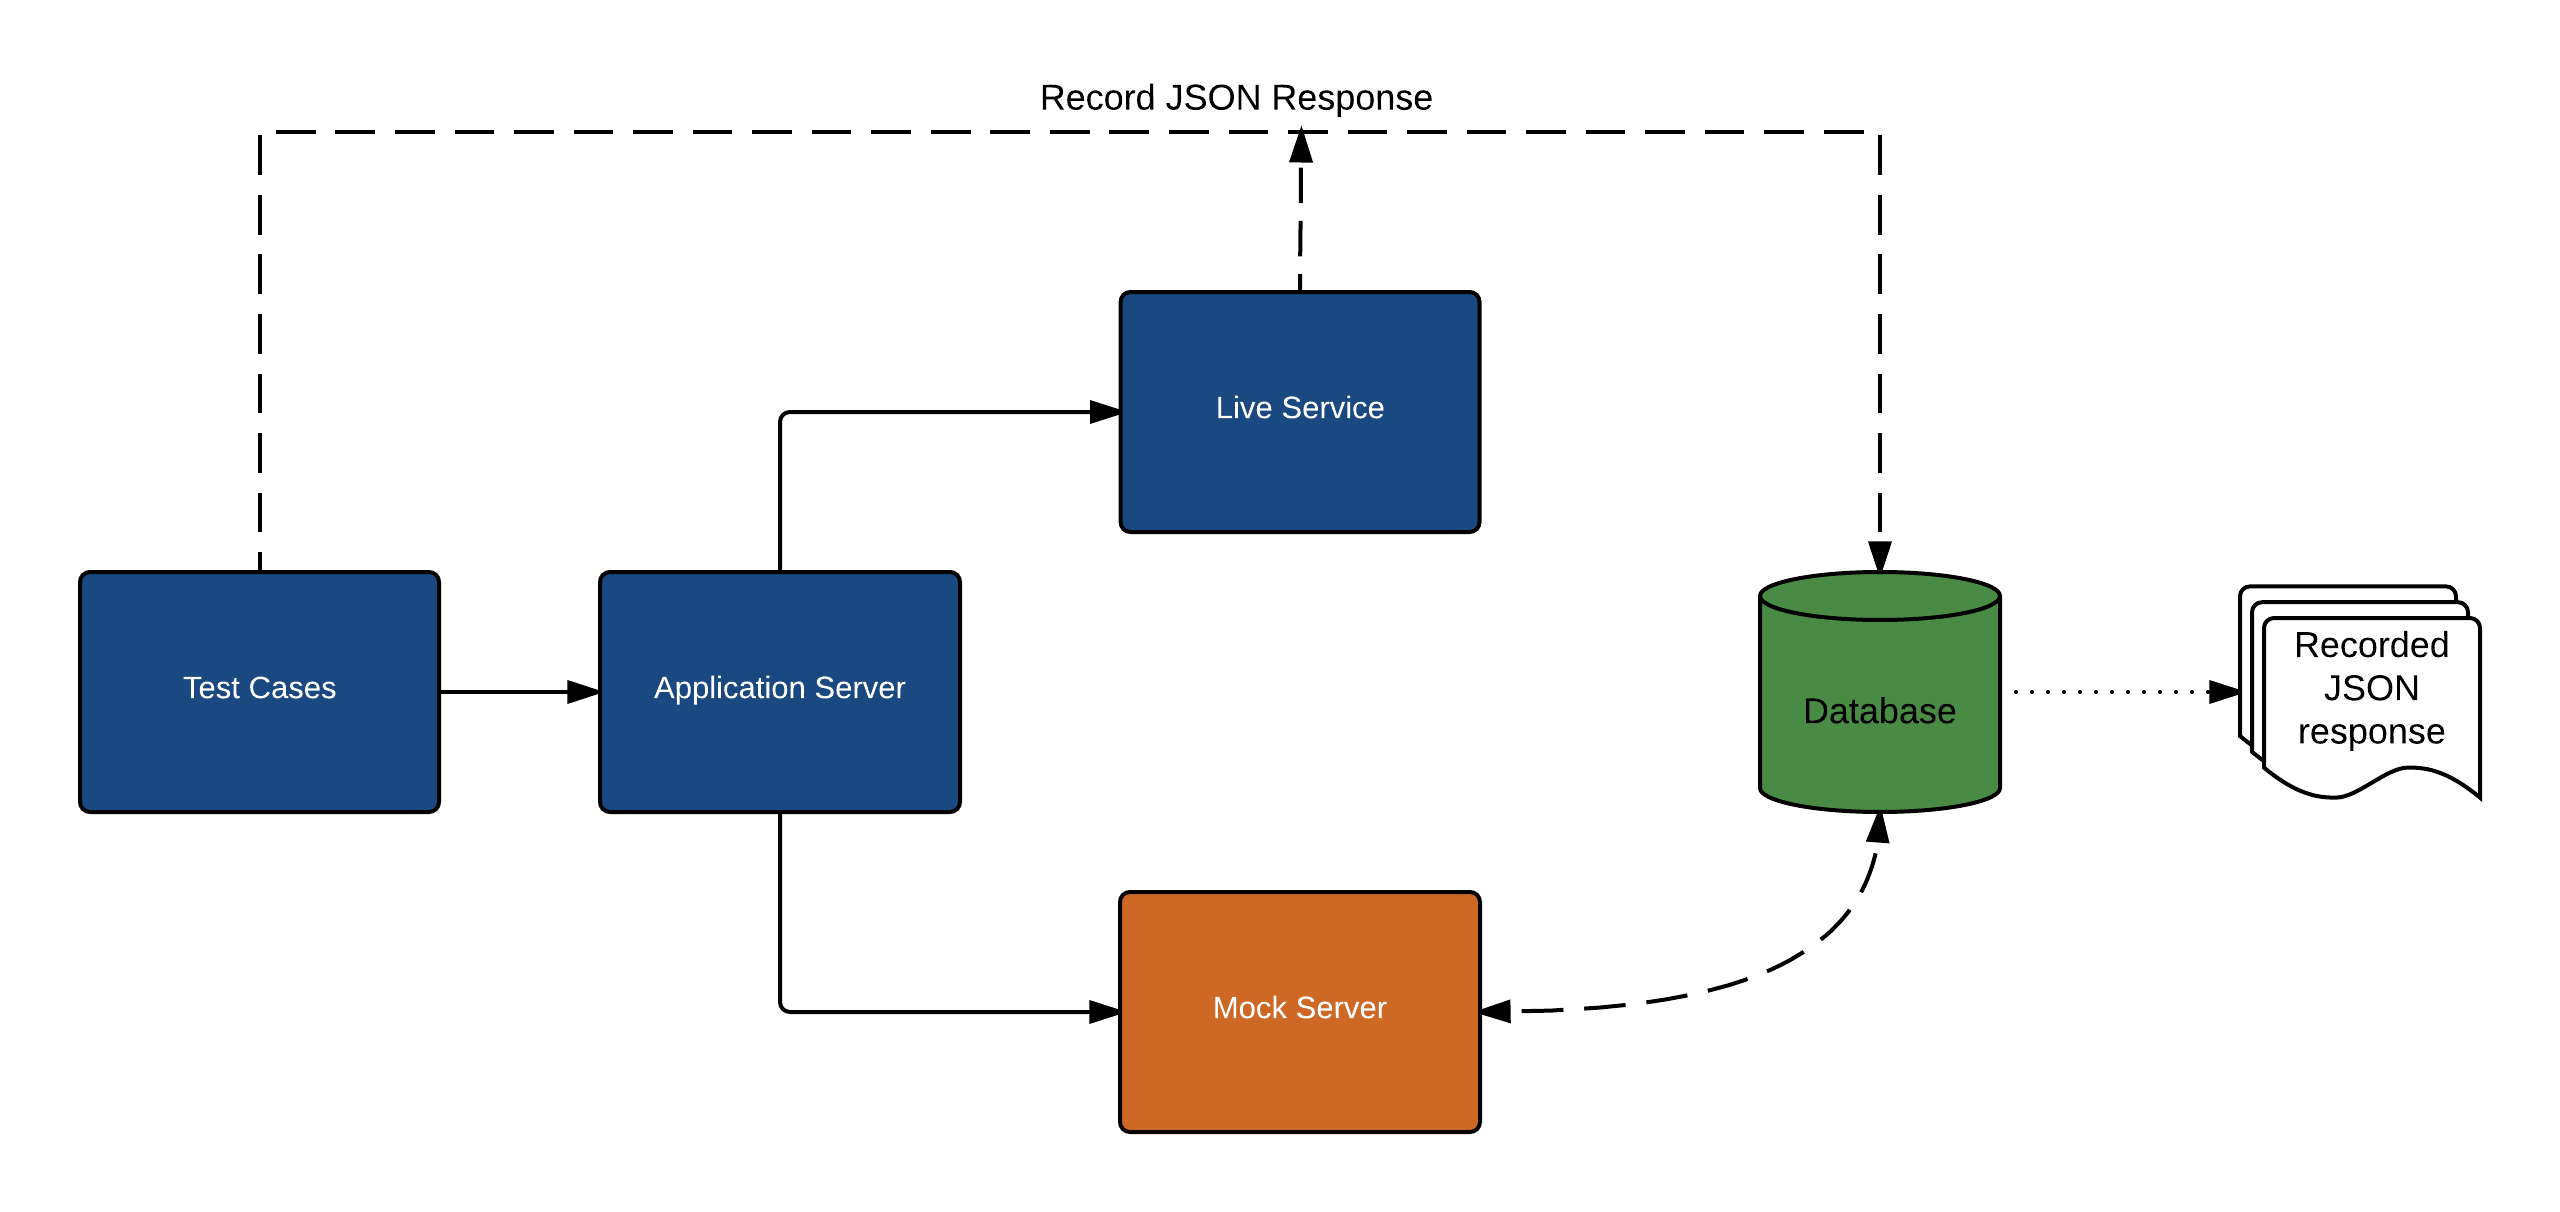 Record JSON Response
Live Service
Test Cases
Application Server
Database
Recorded
JSON
response
Mock Server